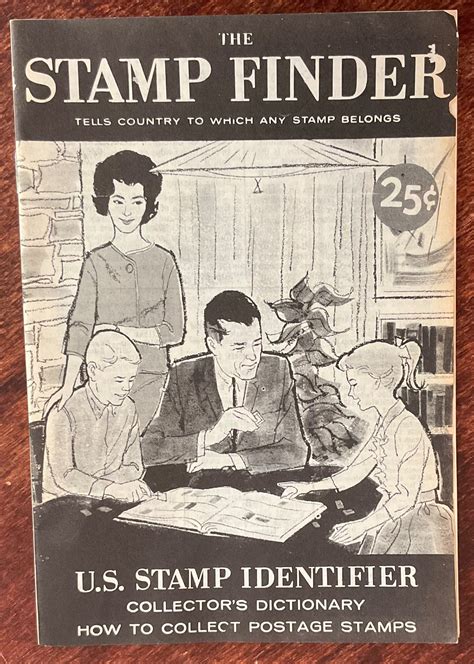 THE
STAMP FINDER
TELLS COUNTRY TO WHICH ANY STAMP BELONGS
25¢
U.S. STAMP IDENTIFIER
COLLECTOR'S DICTIONARY
HOW TO COLLECT POSTAGE STAMPS